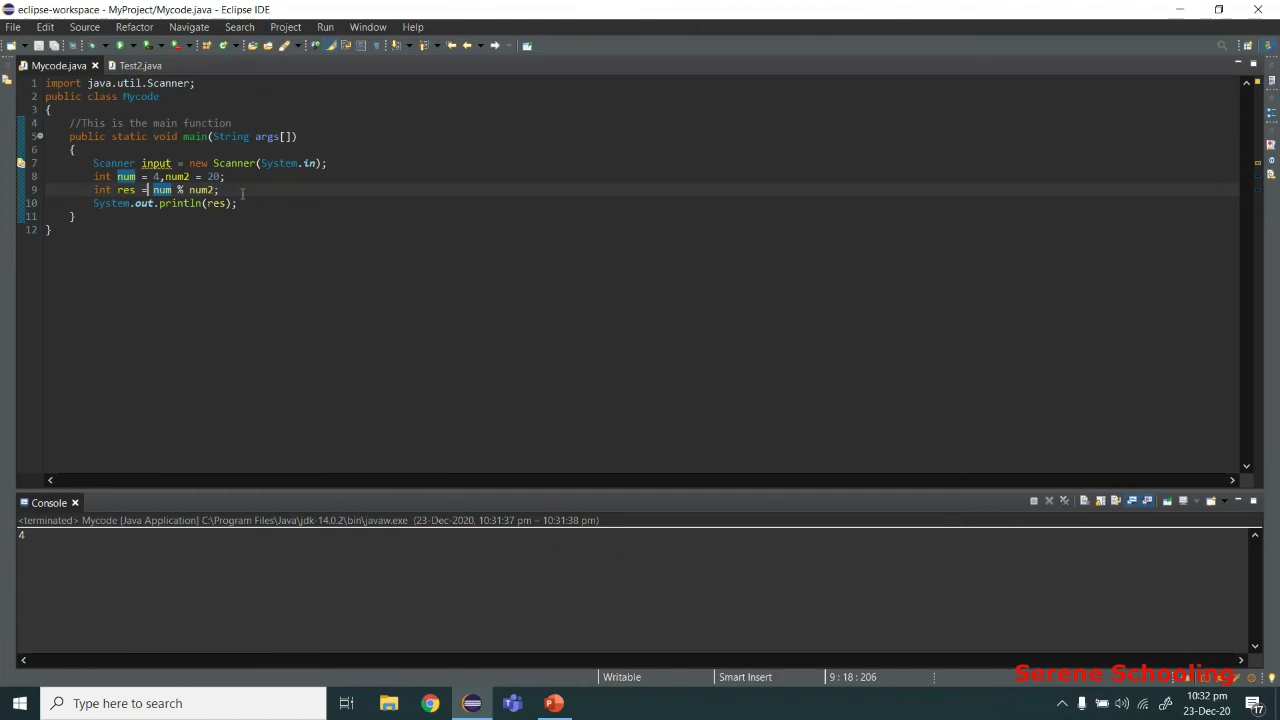 eclipse-workspace - MyProject/Mycode.java - Eclipse IDE
File Edit Source Refactor Navigate Search Project Run Window Help
Mycode.java Test2.java
1 import java.util.Scanner;
2 public class Mycode
3 {
4 //This is the main function
5 public static void main(String args[])
6 {
7 Scanner input = new Scanner(System.in);
8 int num = 4,num2 = 20;
9 int res = num % num2;
10 System.out.println(res);
11 }
12 }
Console
<terminated> Mycode [Java Application] C:\Program Files\Java\jdk-14.0.2\bin\javaw.exe (23-Dec-2020, 10:31:37 pm – 10:31:38 pm)
4
Serene Schooling
Writable Smart Insert 9 : 18 : 206
Type here to search
10:32 pm
23-Dec-20
17